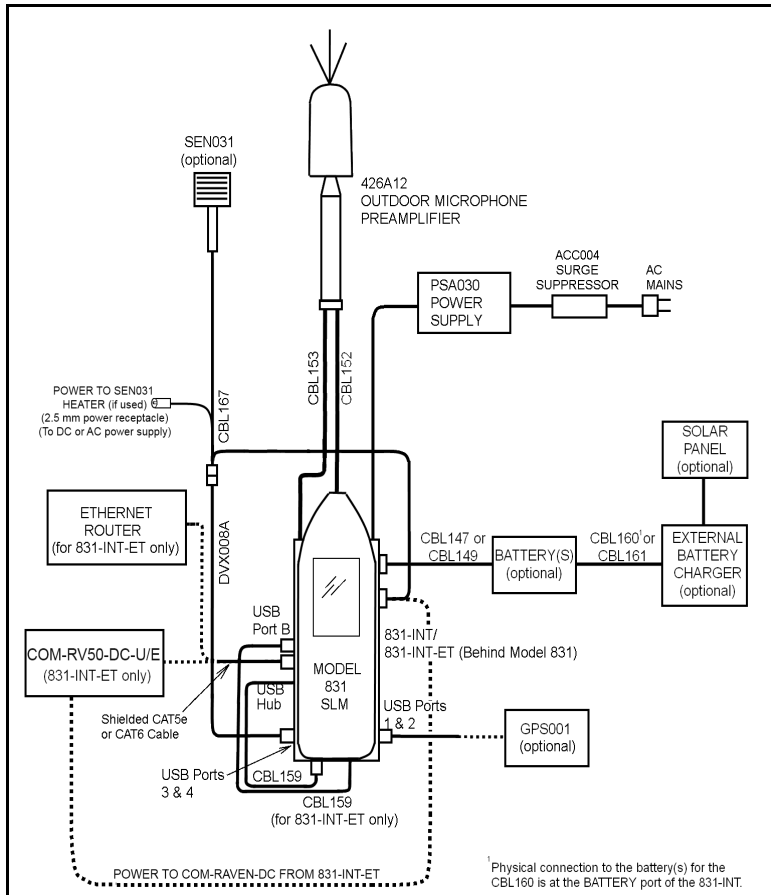 SEN031
(optional)
426A12
OUTDOOR MICROPHONE
PREAMPLIFIER
PSA030
POWER
SUPPLY
ACC004
SURGE
SUPPRESSOR
AC
MAINS
CBL153
CBL152
CBL167
POWER TO SEN031
HEATER (if used)
(2.5 mm power receptacle)
(To DC or AC power supply)
SOLAR
PANEL
(optional)
ETHERNET
ROUTER
(for 831-INT-ET only)
DVX008A
CBL147 or
CBL149
BATTERY(S)
(optional)
CBL160¹ or
CBL161
EXTERNAL
BATTERY
CHARGER
(optional)
USB
Port B
831-INT/
831-INT-ET (Behind Model 831)
COM-RV50-DC-U/E
(831-INT-ET only)
MODEL
831
SLM
USB
Hub
Shielded CAT5e
or CAT6 Cable
USB Ports
1 & 2
GPS001
(optional)
USB Ports
3 & 4
CBL159
CBL159
(for 831-INT-ET only)
POWER TO COM-RAVEN-DC FROM 831-INT-ET
¹Physical connection to the battery(s) for the
CBL160 is at the BATTERY port of the 831-INT.